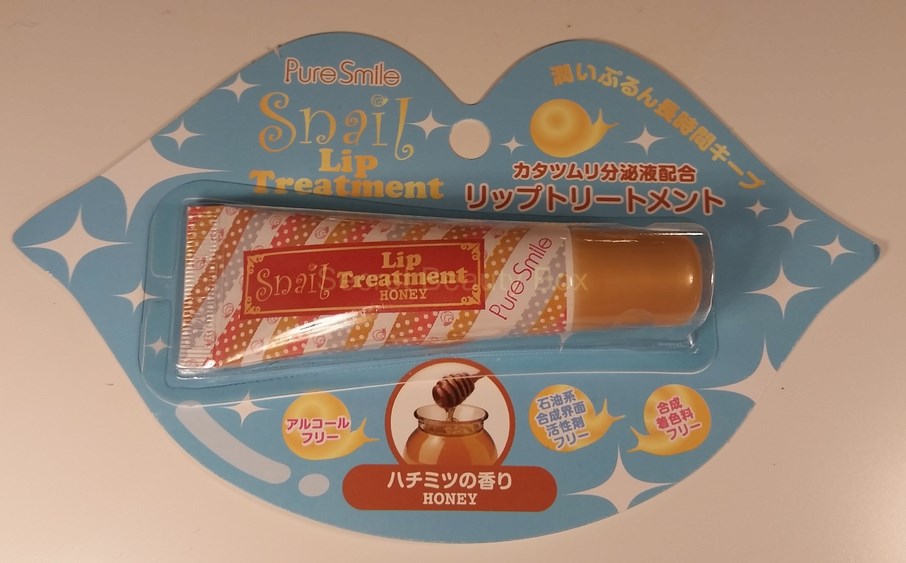 Pure Smile
Snail
Lip
Treatment
潤いぷるん長時間キープ
カタツムリ分泌液配合
リップトリートメント
Snail
Lip
Treatment
HONEY
Pure Smile
アルコール
フリー
石油系
合成界面
活性剤
フリー
合成
着色料
フリー
ハチミツの香り
HONEY